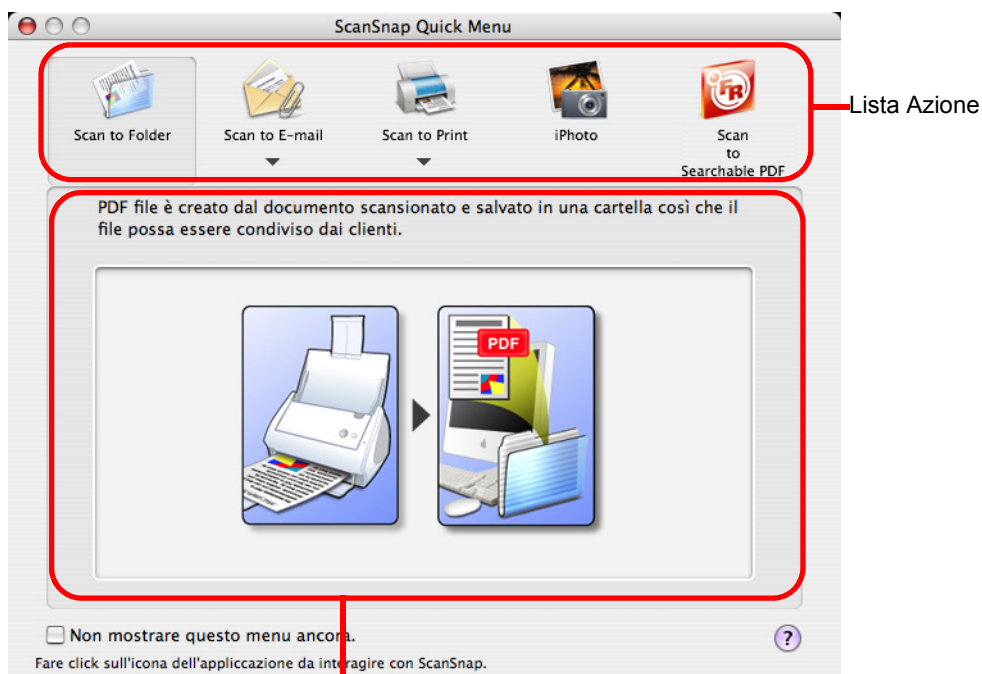 ScanSnap Quick Menu
Scan to Folder
Scan to E-mail
Scan to Print
iPhoto
Scan
to
Searchable PDF
Lista Azione
PDF file è creato dal documento scansionato e salvato in una cartella così che il
file possa essere condiviso dai clienti.
PDF
Non mostrare questo menu ancora.
?
Fare click sull'icona dell'appliccazione da interagire con ScanSnap.